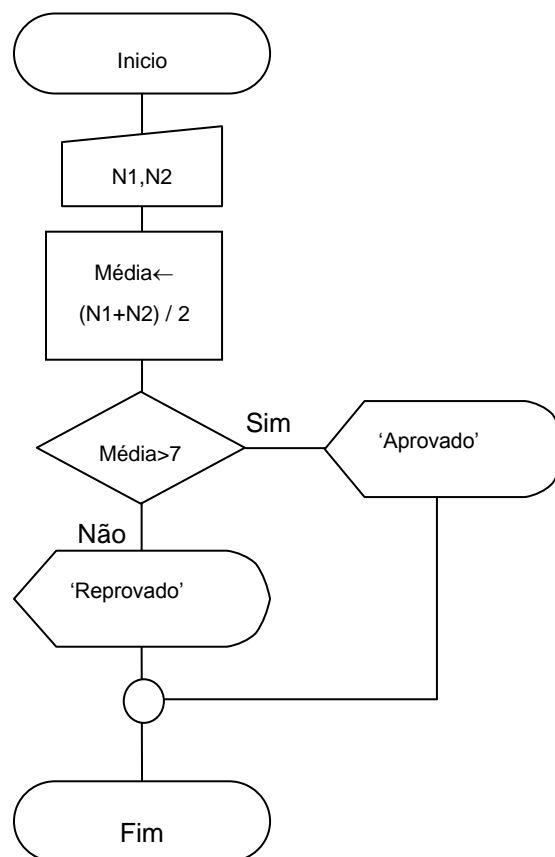 Inicio
N1,N2
Média←
(N1+N2) / 2
Média>7
Sim
‘Aprovado’
Não
‘Reprovado’
Fim